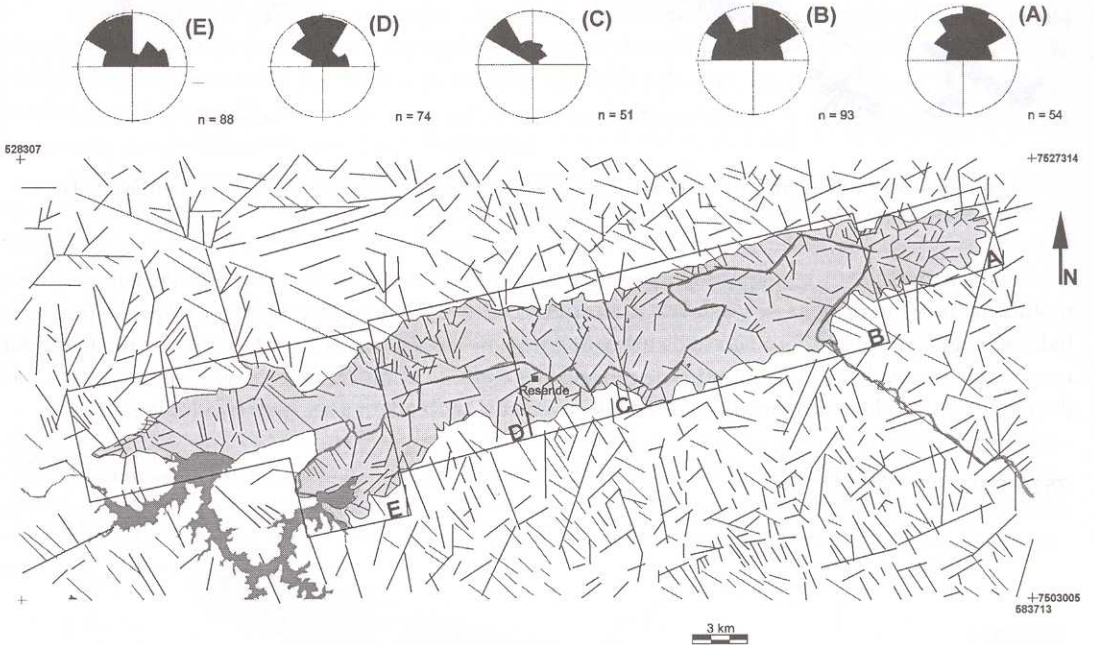 (E)
(D)
(C)
(B)
(A)
n = 88
n = 74
n = 51
n = 93
n = 54
528307
7527314
N
A
B
Resende
C
D
E
7503005
583713
3 km